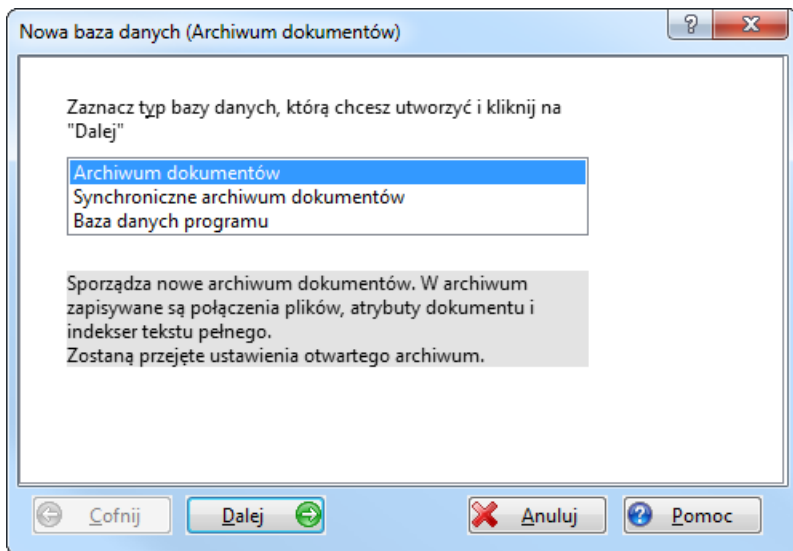 Nowa baza danych (Archiwum dokumentów)
Zaznacz typ bazy danych, którą chcesz utworzyć i kliknij na
"Dalej"
Archiwum dokumentów
Synchroniczne archiwum dokumentów
Baza danych programu
Sporządza nowe archiwum dokumentów. W archiwum
zapisywane są połączenia plików, atrybuty dokumentu i
indekser tekstu pełnego.
Zostaną przejęte ustawienia otwartego archiwum.
Cofnij Dalej Anuluj Pomoc